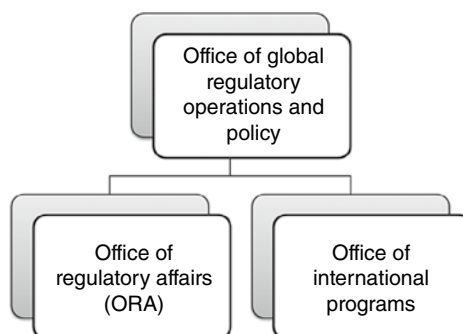 Office of global
regulatory
operations and
policy
Office of
regulatory affairs
(ORA)
Office of
international
programs